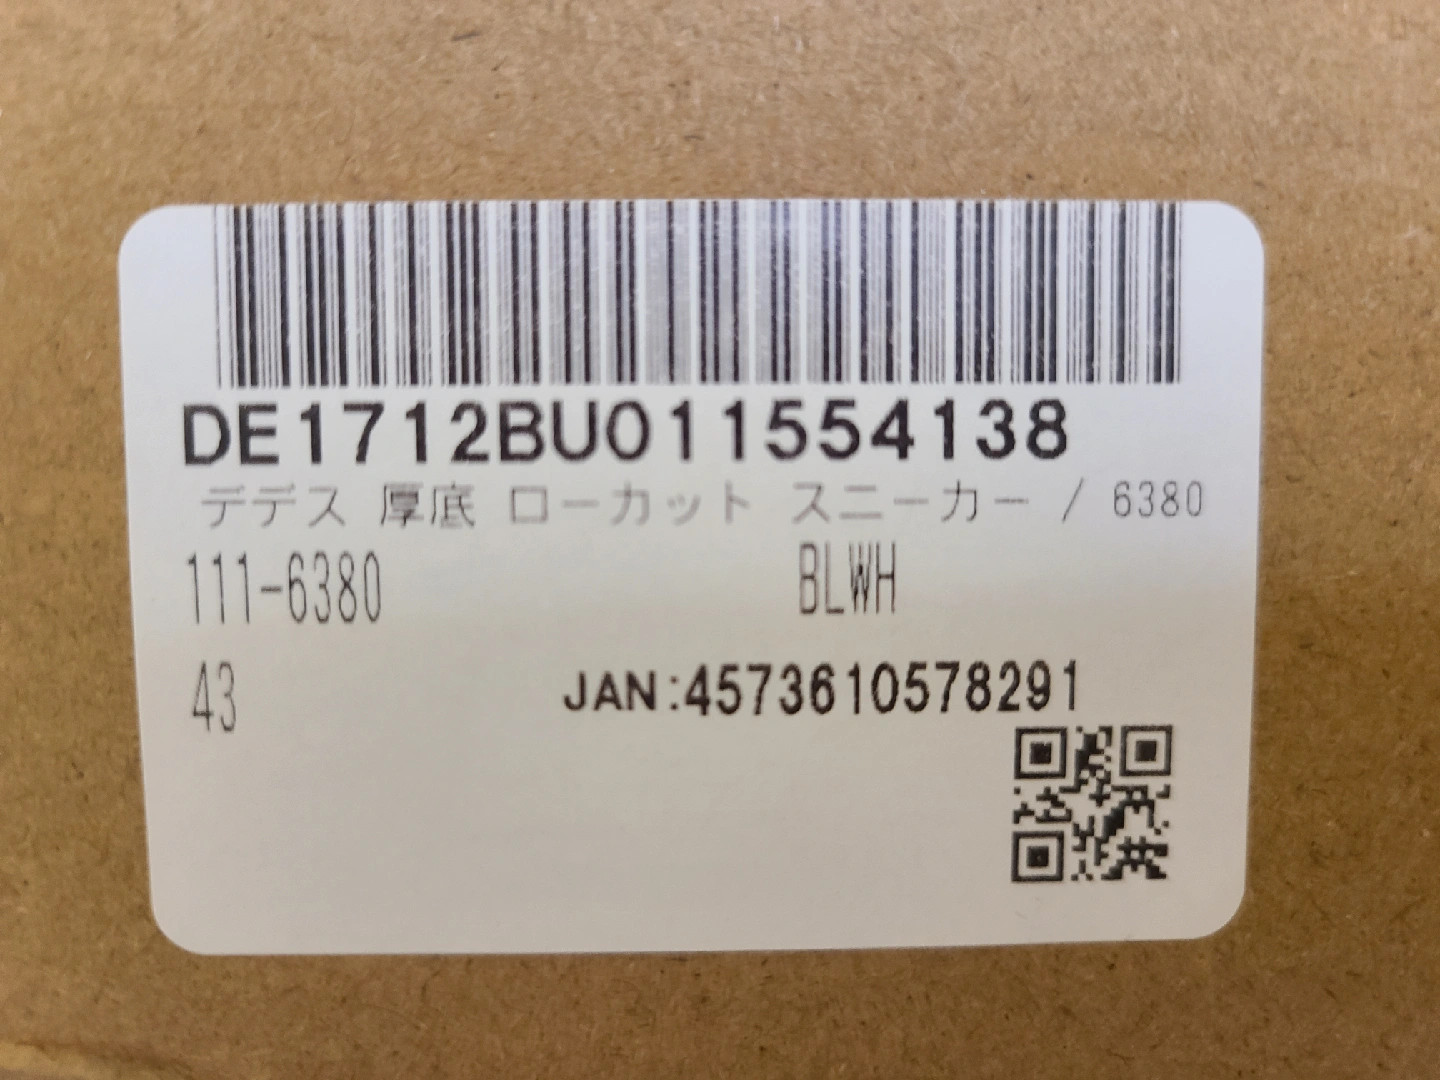 DE1712BU011554138
デデス 厚底 ローカット スニーカー / 6380
111-6380 BLWH
43 JAN:4573610578291